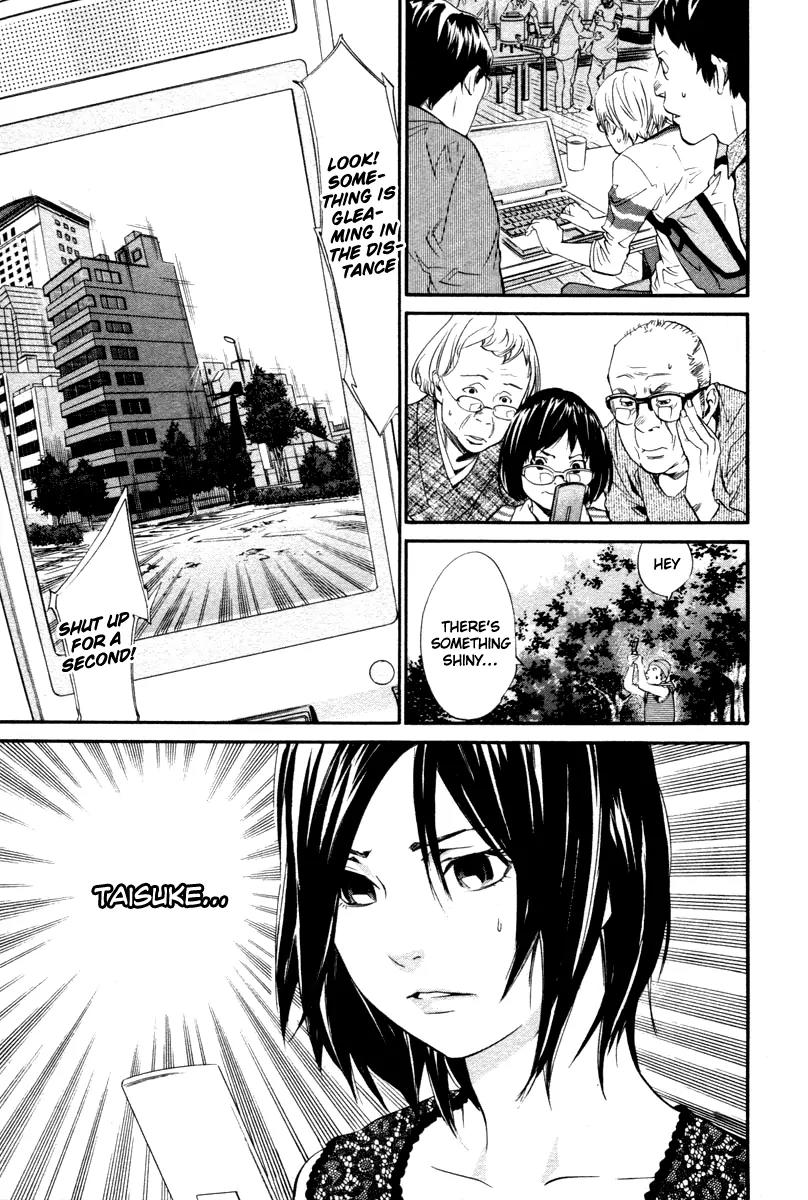 HEY
THERE'S
SOMETHING
SHINY...
LOOK!
SOME-
THING IS
GLEA-
MING IN
THE DIS-
TANCE
SHUT UP
FOR A
SECOND!
TAISUKE...